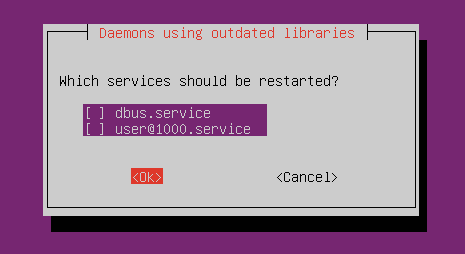 Daemons using outdated libraries
Which services should be restarted?
[ ] dbus.service
[ ] user@1000.service
<Ok> <Cancel>